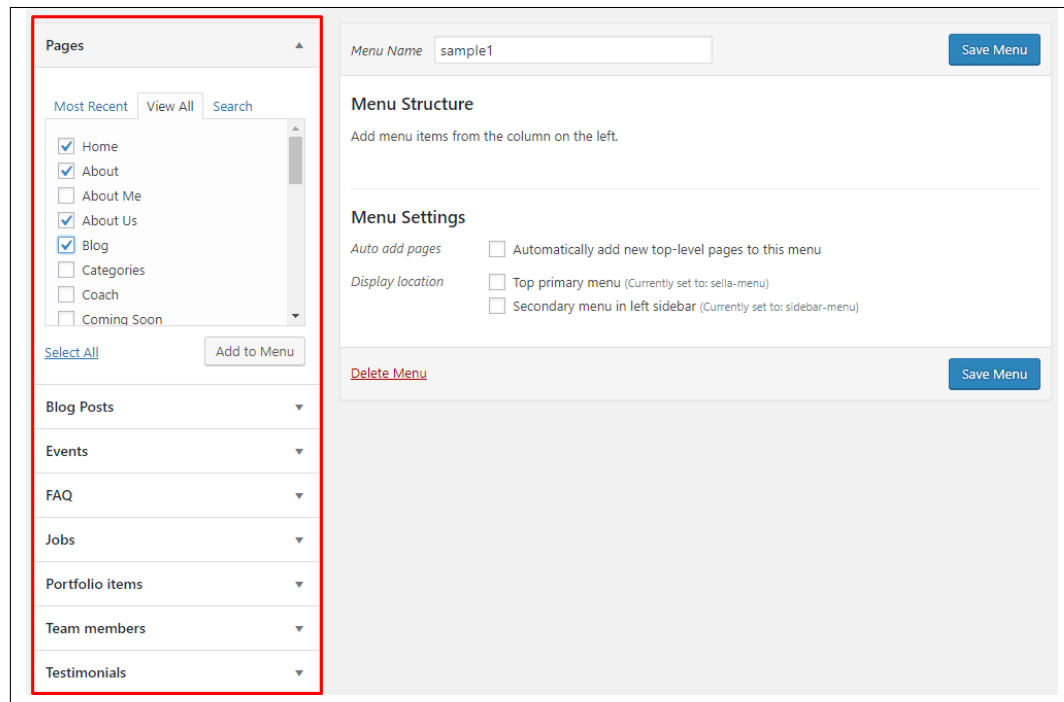 Pages
Most Recent View All Search
Home
About
About Me
About Us
Blog
Categories
Coach
Coming Soon
Select All Add to Menu
Blog Posts
Events
FAQ
Jobs
Portfolio items
Team members
Testimonials
Menu Name sample1 Save Menu
Menu Structure
Add menu items from the column on the left.
Menu Settings
Auto add pages Automatically add new top-level pages to this menu
Display location Top primary menu (Currently set to: sella-menu)
Secondary menu in left sidebar (Currently set to: sidebar-menu)
Delete Menu Save Menu